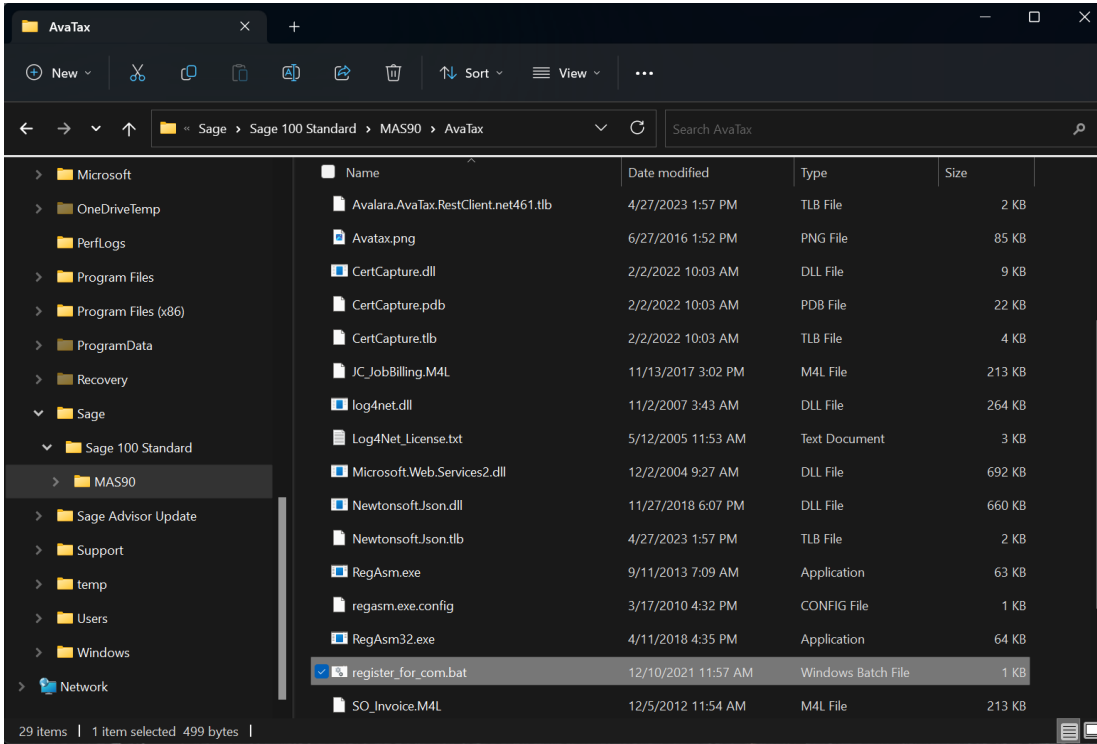 AvaTax
New
Sort
View
« Sage > Sage 100 Standard > MAS90 > AvaTax
Search AvaTax
Microsoft
OneDriveTemp
PerfLogs
Program Files
Program Files (x86)
ProgramData
Recovery
Sage
Sage 100 Standard
MAS90
Sage Advisor Update
Support
temp
Users
Windows
Network
Name Date modified Type Size
Avalara.AvaTax.RestClient.net461.tlb 4/27/2023 1:57 PM TLB File 2 KB
Avatax.png 6/27/2016 1:52 PM PNG File 85 KB
CertCapture.dll 2/2/2022 10:03 AM DLL File 9 KB
CertCapture.pdb 2/2/2022 10:03 AM PDB File 22 KB
CertCapture.tlb 2/2/2022 10:03 AM TLB File 4 KB
JC_JobBilling.M4L 11/13/2017 3:02 PM M4L File 213 KB
log4net.dll 11/2/2007 3:43 AM DLL File 264 KB
Log4Net_License.txt 5/12/2005 11:53 AM Text Document 3 KB
Microsoft.Web.Services2.dll 12/2/2004 9:27 AM DLL File 692 KB
Newtonsoft.Json.dll 11/27/2018 6:07 PM DLL File 660 KB
Newtonsoft.Json.tlb 4/27/2023 1:57 PM TLB File 2 KB
RegAsm.exe 9/11/2013 7:09 AM Application 63 KB
regasm.exe.config 3/17/2010 4:32 PM CONFIG File 1 KB
RegAsm32.exe 4/11/2018 4:35 PM Application 64 KB
register_for_com.bat 12/10/2021 11:57 AM Windows Batch File 1 KB
SO_Invoice.M4L 12/5/2012 11:54 AM M4L File 213 KB
29 items | 1 item selected 499 bytes |